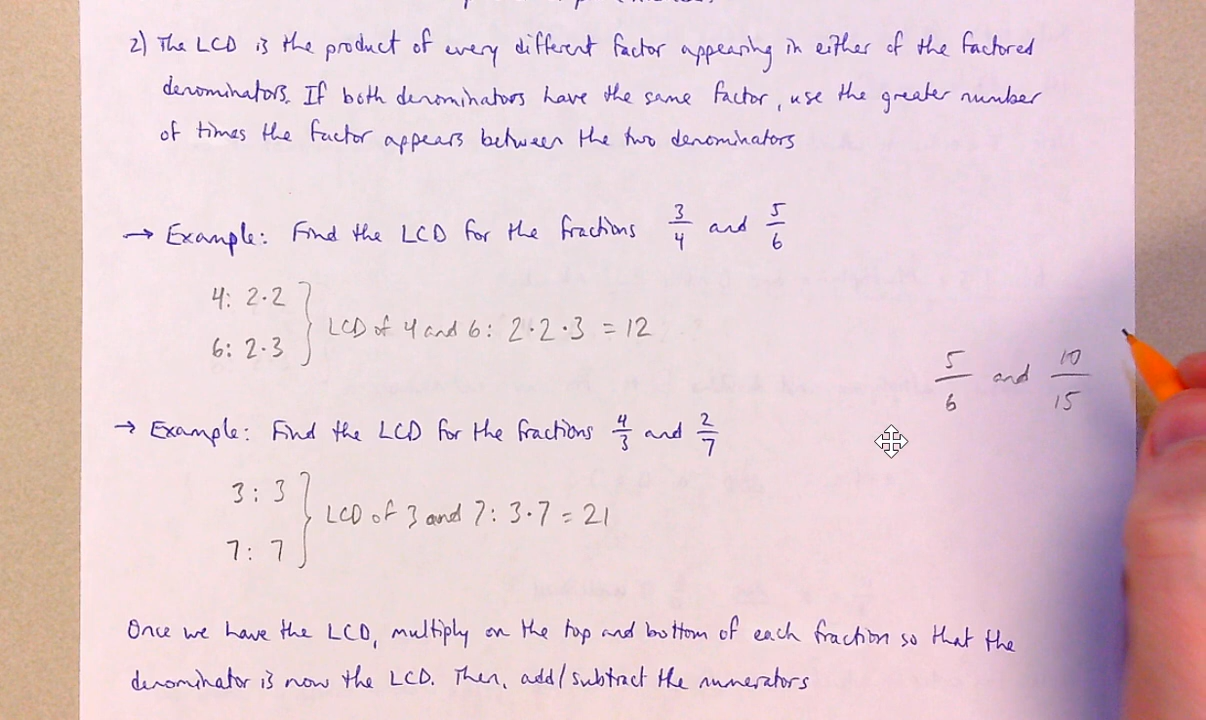 2) The LCD is the product of every different factor appearing in either of the factored
denominators. If both denominators have the same factor, use the greater number
of times the factor appears between the two denominators
→ Example: Find the LCD for the fractions 3/4 and 5/6
4: 2·2
6: 2·3
LCD of 4 and 6: 2·2·3 = 12
5/6 and 10/15
→ Example: Find the LCD for the fractions 4/3 and 2/7
3: 3
7: 7
LCD of 3 and 7: 3·7 = 21
Once we have the LCD, multiply on the top and bottom of each fraction so that the
denominator is now the LCD. Then, add/subtract the numerators